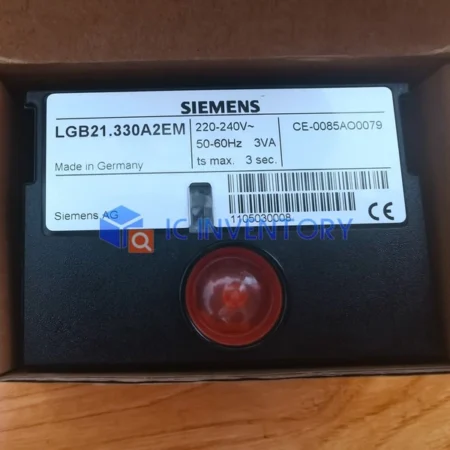 SIEMENS
LGB21.330A2EM
220-240V~
CE-0085AO0079
50-60Hz 3VA
Made in Germany
ts max. 3 sec.
Siemens AG
1105030008
IC INVENTORY